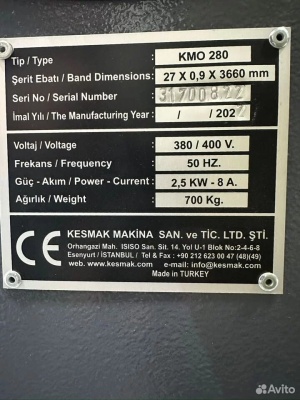 Tip / Type : KMO 280
Şerit Ebatı / Band Dimensions: 27 X 0,9 X 3660 mm
Seri No / Serial Number :
İmal Yılı / The Manufacturing Year : / / 202
Voltaj / Voltage : 380 / 400 V.
Frekans / Frequency : 50 HZ.
Güç - Akım / Power - Current : 2,5 KW - 8 A.
Ağırlık / Weight : 700 Kg.
CE
KESMAK MAKİNA SAN. ve TİC. LTD. ŞTİ.
Orhangazi Mah. ISISO San. Sit. 14. Yol U-1 Blok No:2-4-6-8
Esenyurt / İSTANBUL / Tel & Fax : +90 212 623 00 47 (48)(49)
web. www.kesmak.com e-mail: info@kesmak.com
Made in TURKEY
Avito